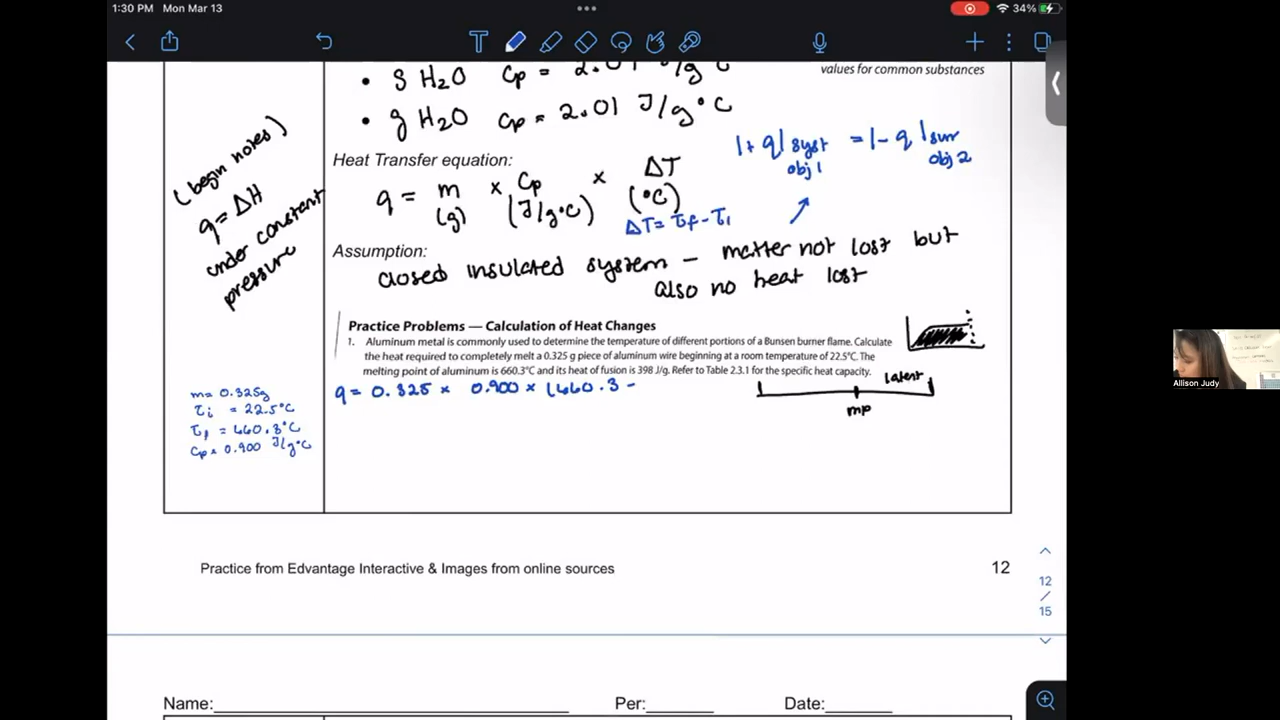 1:30 PM Mon Mar 13
34%
• S H₂O Cp = 2.01 J/g°C
values for common substances
• g H₂O Cp = 2.01 J/g°C
(begin notes)
q = ΔH
under constant
pressure
Heat Transfer equation:
q = m × Cp × ΔT
(g) (J/g°C) (°C)
ΔT = Tf - Ti
|+q| syst = |-q| surr
obj 1 obj 2
Assumption:
closed insulated system - matter not lost but
also no heat lost
Practice Problems — Calculation of Heat Changes
1. Aluminum metal is commonly used to determine the temperature of different portions of a Bunsen burner flame. Calculate
the heat required to completely melt a 0.325 g piece of aluminum wire beginning at a room temperature of 22.5°C. The
melting point of aluminum is 660.3°C and its heat of fusion is 398 J/g. Refer to Table 2.3.1 for the specific heat capacity.
m = 0.325g
Ti = 22.5°C
Tf = 660.3°C
Cp = 0.900 J/g°C
q = 0.325 × 0.900 × (660.3 -
latent
mp
Practice from Edvantage Interactive & Images from online sources
12
12
/
15
Name: Per: Date:
Allison Judy